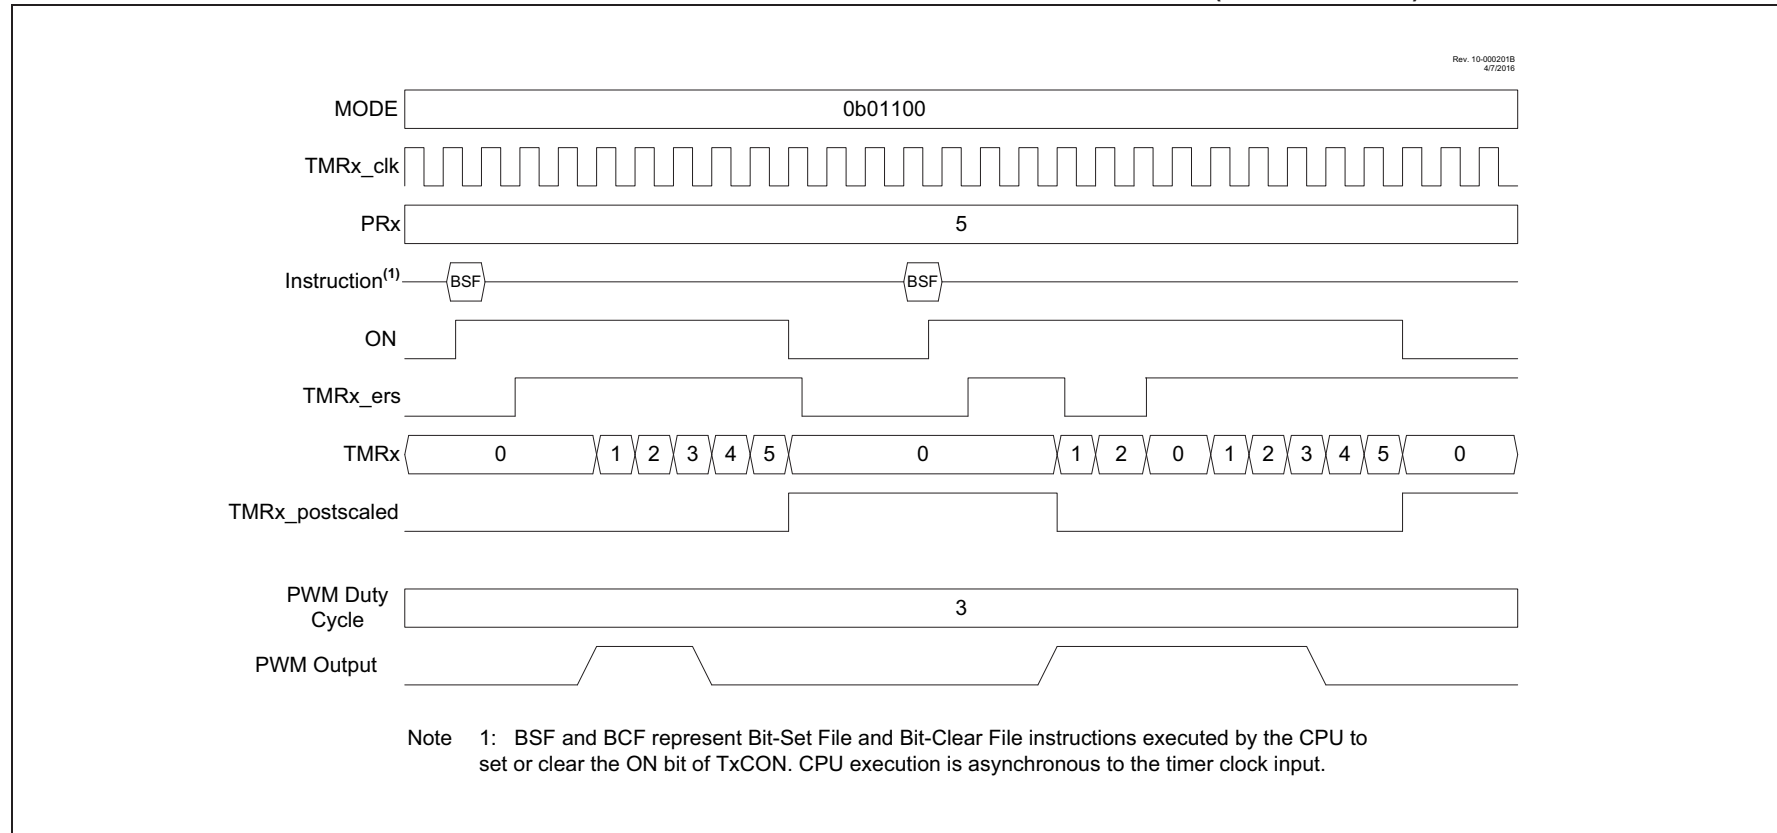 Rev. 10-000201B
4/7/2016
MODE 0b01100
TMRx_clk
PRx 5
Instruction(1) BSF BSF
ON
TMRx_ers
TMRx 0 1 2 3 4 5 0 1 2 0 1 2 3 4 5 0
TMRx_postscaled
PWM Duty
Cycle 3
PWM Output
Note 1: BSF and BCF represent Bit-Set File and Bit-Clear File instructions executed by the CPU to
set or clear the ON bit of TxCON. CPU execution is asynchronous to the timer clock input.